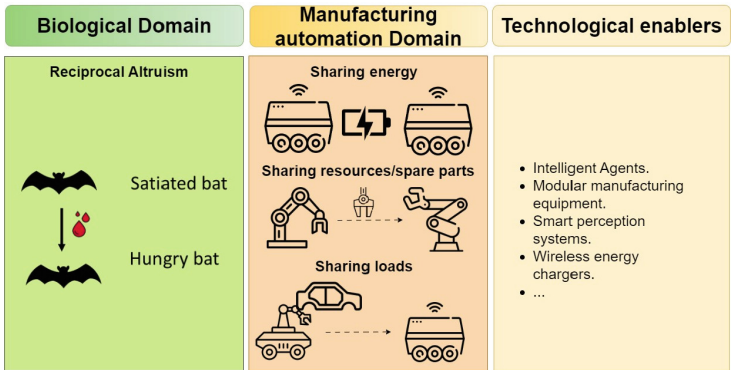 Biological Domain
Manufacturing
automation Domain
Technological enablers
Reciprocal Altruism
Satiated bat
Hungry bat
Sharing energy
Sharing resources/spare parts
Sharing loads
• Intelligent Agents.
• Modular manufacturing
equipment.
• Smart perception
systems.
• Wireless energy
chargers.
• ...